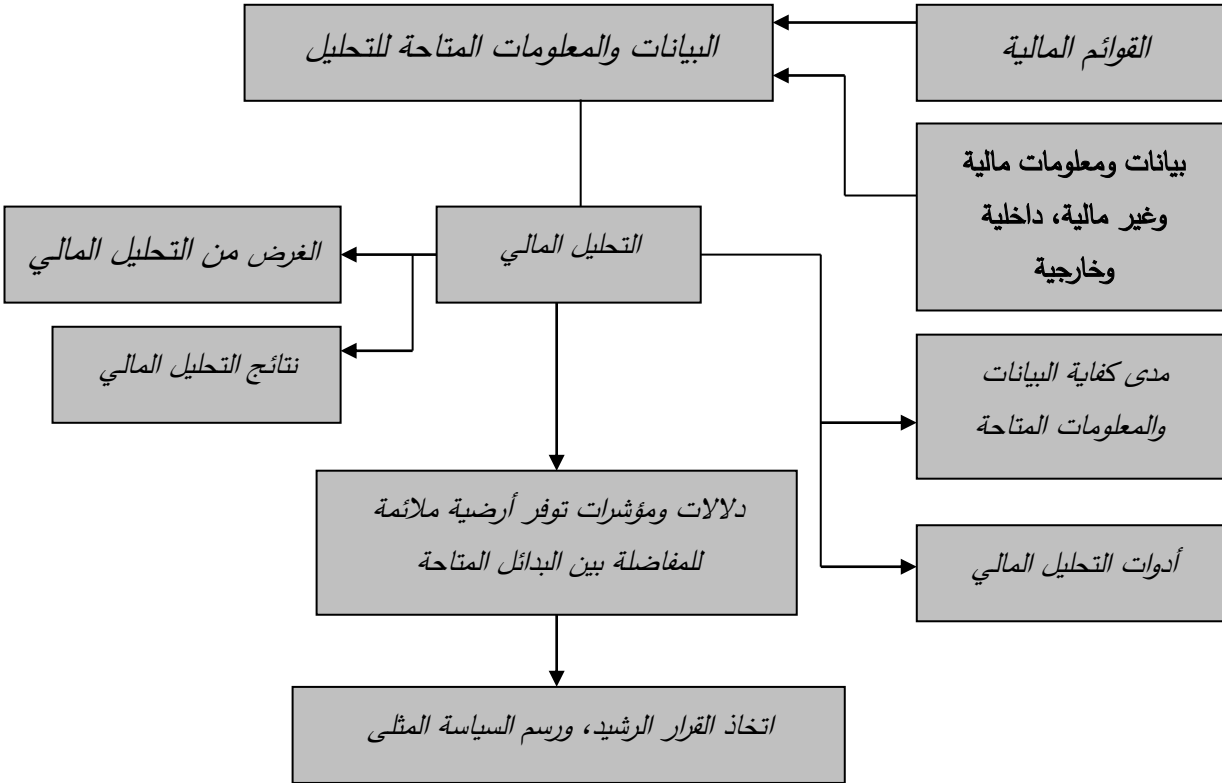 القوائم المالية
البيانات والمعلومات المتاحة للتحليل
بيانات ومعلومات مالية
وغير مالية، داخلية
وخارجية
التحليل المالي
الغرض من التحليل المالي
نتائج التحليل المالي
مدى كفاية البيانات
والمعلومات المتاحة
دلالات ومؤشرات توفر أرضية ملائمة
للمفاضلة بين البدائل المتاحة
أدوات التحليل المالي
اتخاذ القرار الرشيد، ورسم السياسة المثلى